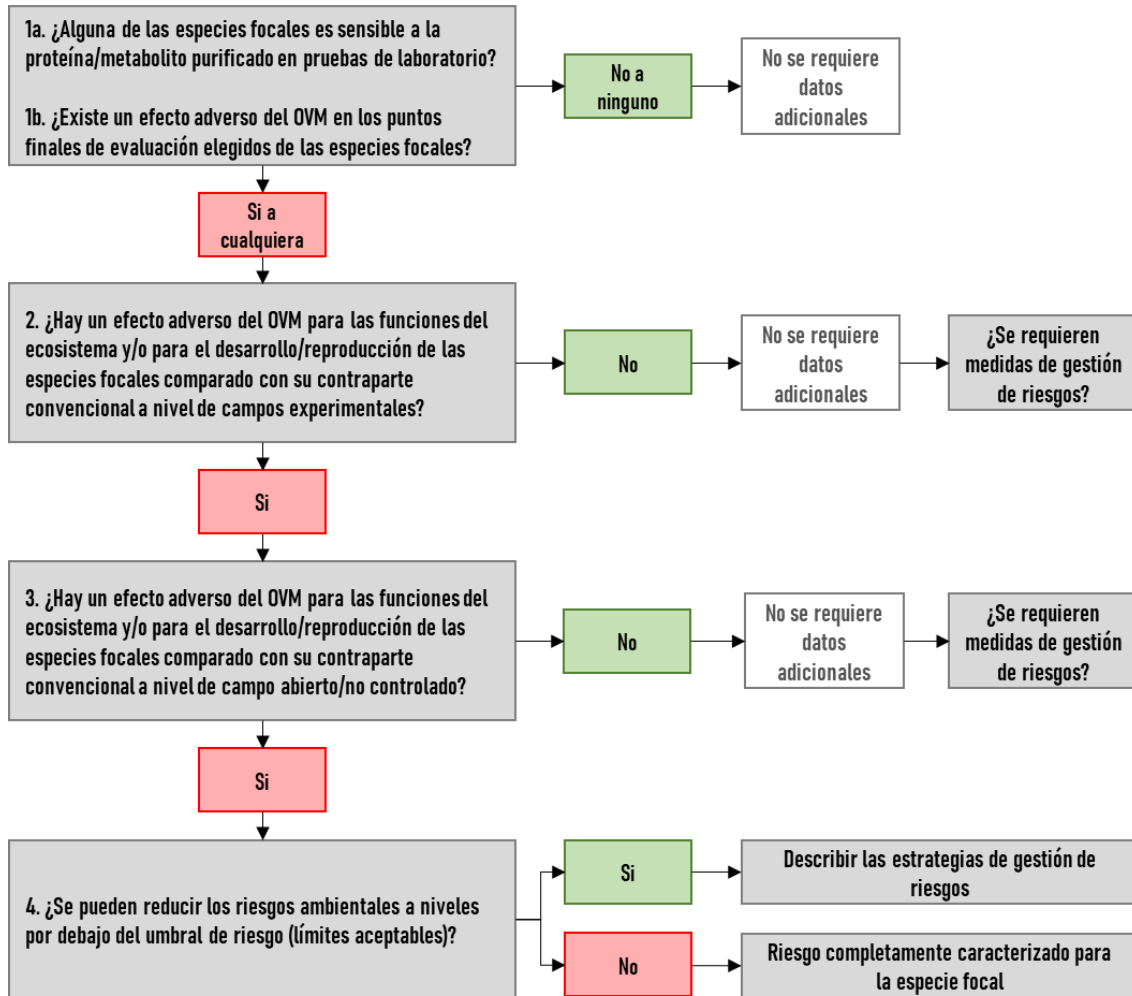 1a. ¿Alguna de las especies focales es sensible a la
proteína/metabolito purificado en pruebas de laboratorio?
1b. ¿Existe un efecto adverso del OVM en los puntos
finales de evaluación elegidos de las especies focales?
No a
ninguno
No se requiere
datos
adicionales
Si a
cualquiera
2. ¿Hay un efecto adverso del OVM para las funciones del
ecosistema y/o para el desarrollo/reproducción de las
especies focales comparado con su contraparte
convencional a nivel de campos experimentales?
No
No se requiere
datos
adicionales
¿Se requieren
medidas de gestión
de riesgos?
Si
3. ¿Hay un efecto adverso del OVM para las funciones del
ecosistema y/o para el desarrollo/reproducción de las
especies focales comparado con su contraparte
convencional a nivel de campo abierto/no controlado?
No
No se requiere
datos
adicionales
¿Se requieren
medidas de gestión
de riesgos?
Si
4. ¿Se pueden reducir los riesgos ambientales a niveles
por debajo del umbral de riesgo (límites aceptables)?
Si
Describir las estrategias de gestión de
riesgos
No
Riesgo completamente caracterizado para
la especie focal